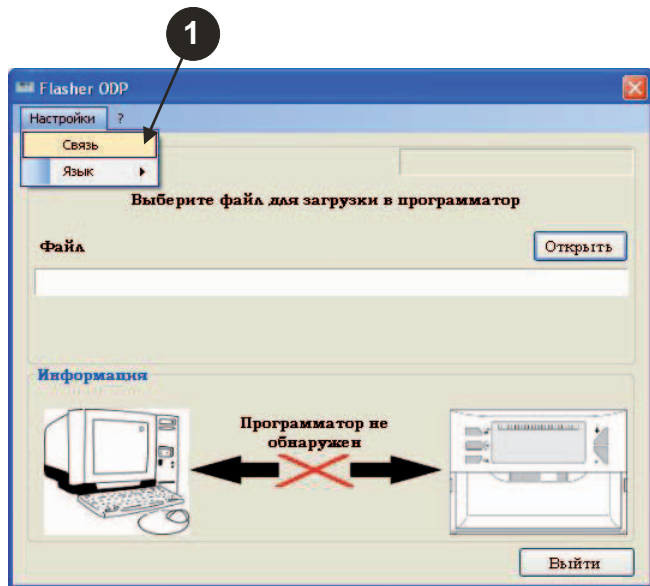 1
Flasher ODP
Настройки ?
Связь
Язык
Выберите файл для загрузки в программатор
Файл
Открыть
Информация
Программатор не
обнаружен
Выйти